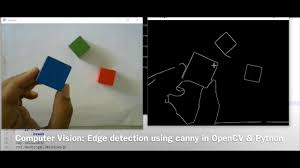 Computer Vision: Edge detection using canny in OpenCV & Python